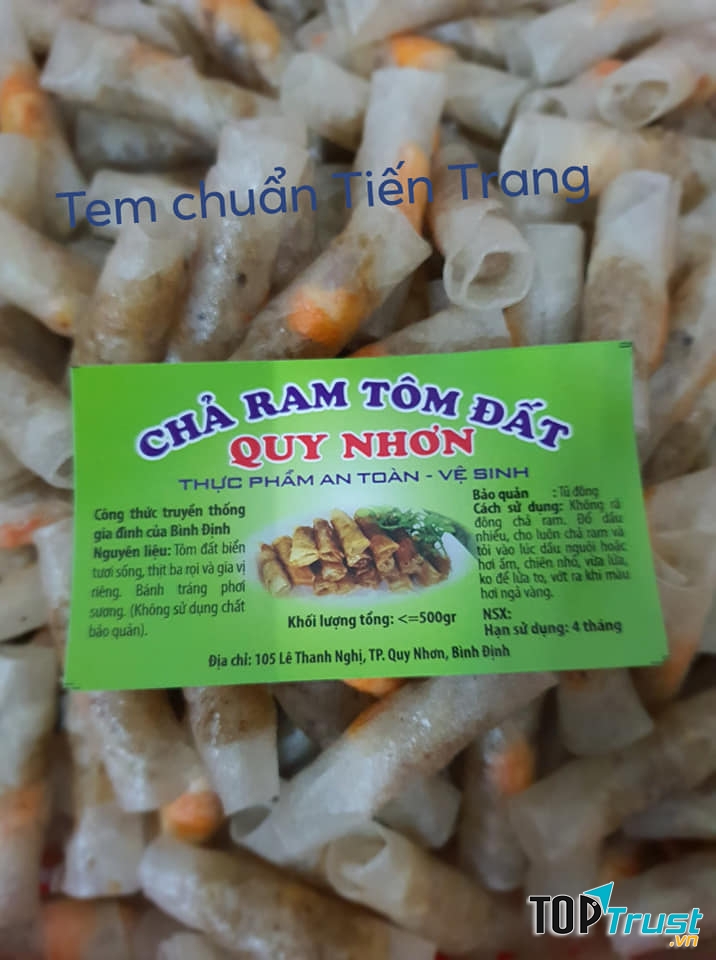 Tem chuẩn Tiến Trang
CHẢ RAM TÔM ĐẤT
QUY NHƠN
THỰC PHẨM AN TOÀN - VỆ SINH
Công thức truyền thống
gia đình của Bình Định
Nguyên liệu: Tôm đất biển
tươi sống, thịt ba rọi và gia vị
riêng. Bánh tráng phơi
sương. (Không sử dụng chất
bảo quản).
Khối lượng tổng: <=500gr
Bảo quản : Tủ đông
Cách sử dụng: Không rã
đông chả ram. Đổ dầu
nhiều, cho luôn chả ram và
tỏi vào lúc dầu nguội hoặc
hơi ấm, chiên nhỏ, vừa lửa,
ko để lửa to, vớt ra khi màu
hơi ngả vàng.
NSX:
Hạn sử dụng: 4 tháng
Địa chỉ: 105 Lê Thanh Nghị, TP. Quy Nhơn, Bình Định
TOPTrust
.vn